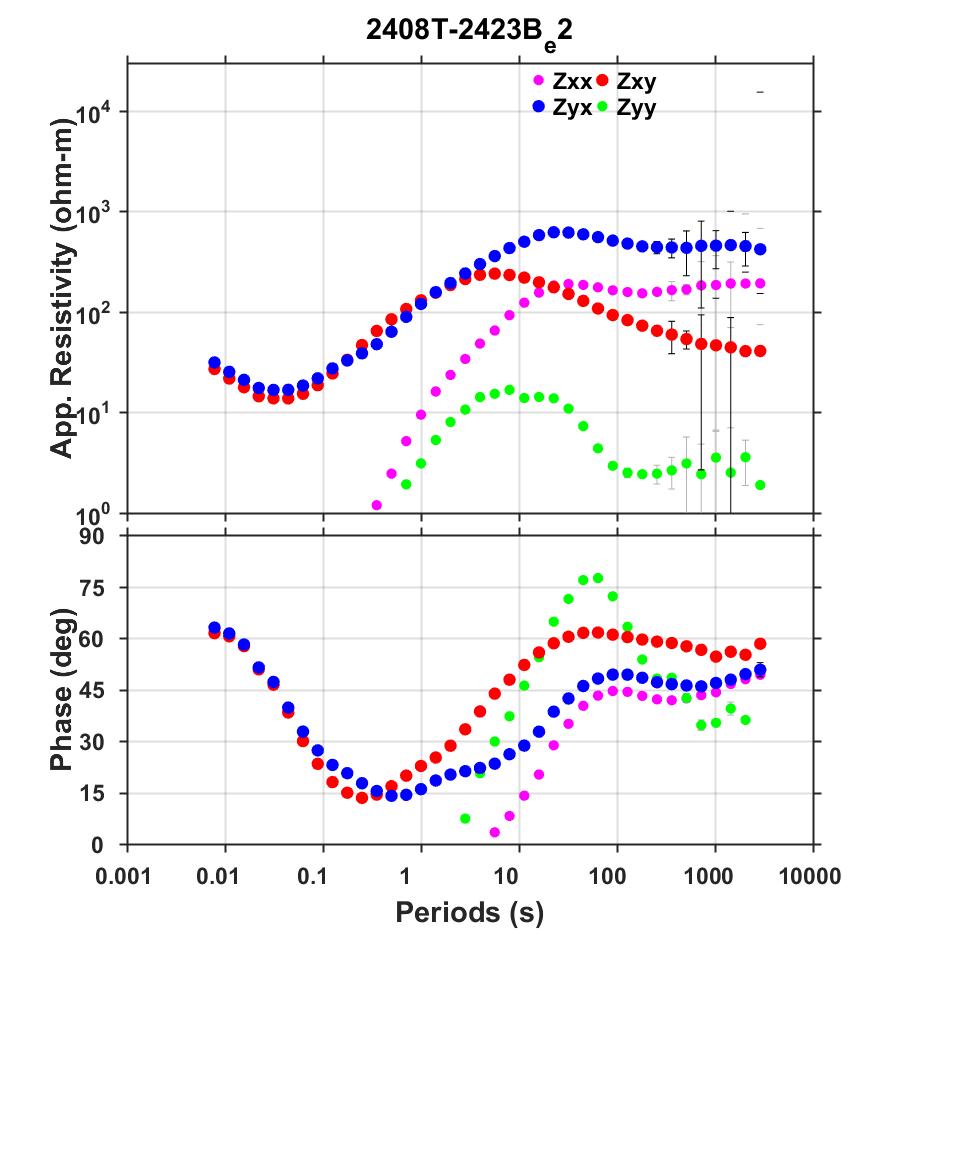 2408T-2423Be2
Zxx Zxy
Zyx Zyy
App. Resistivity (ohm-m)
10^4
10^3
10^2
10^1
10^0
Phase (deg)
90
75
60
45
30
15
0
0.001 0.01 0.1 1 10 100 1000 10000
Periods (s)